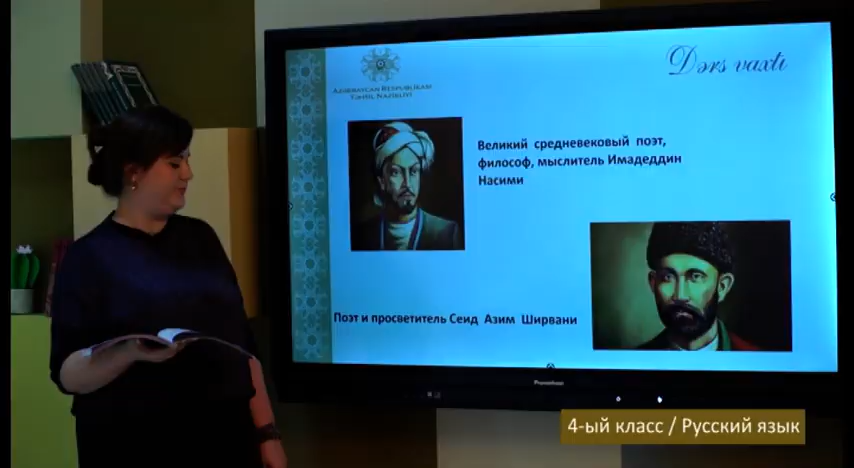 Dərs vaxtı
AZƏRBAYCAN RESPUBLİKASI
TƏHSİL NAZİRLİYİ
Великий средневековый поэт,
философ, мыслитель Имадеддин
Насими
Поэт и просветитель Сеид Азим Ширвани
Promethean
4-ый класс / Русский язык